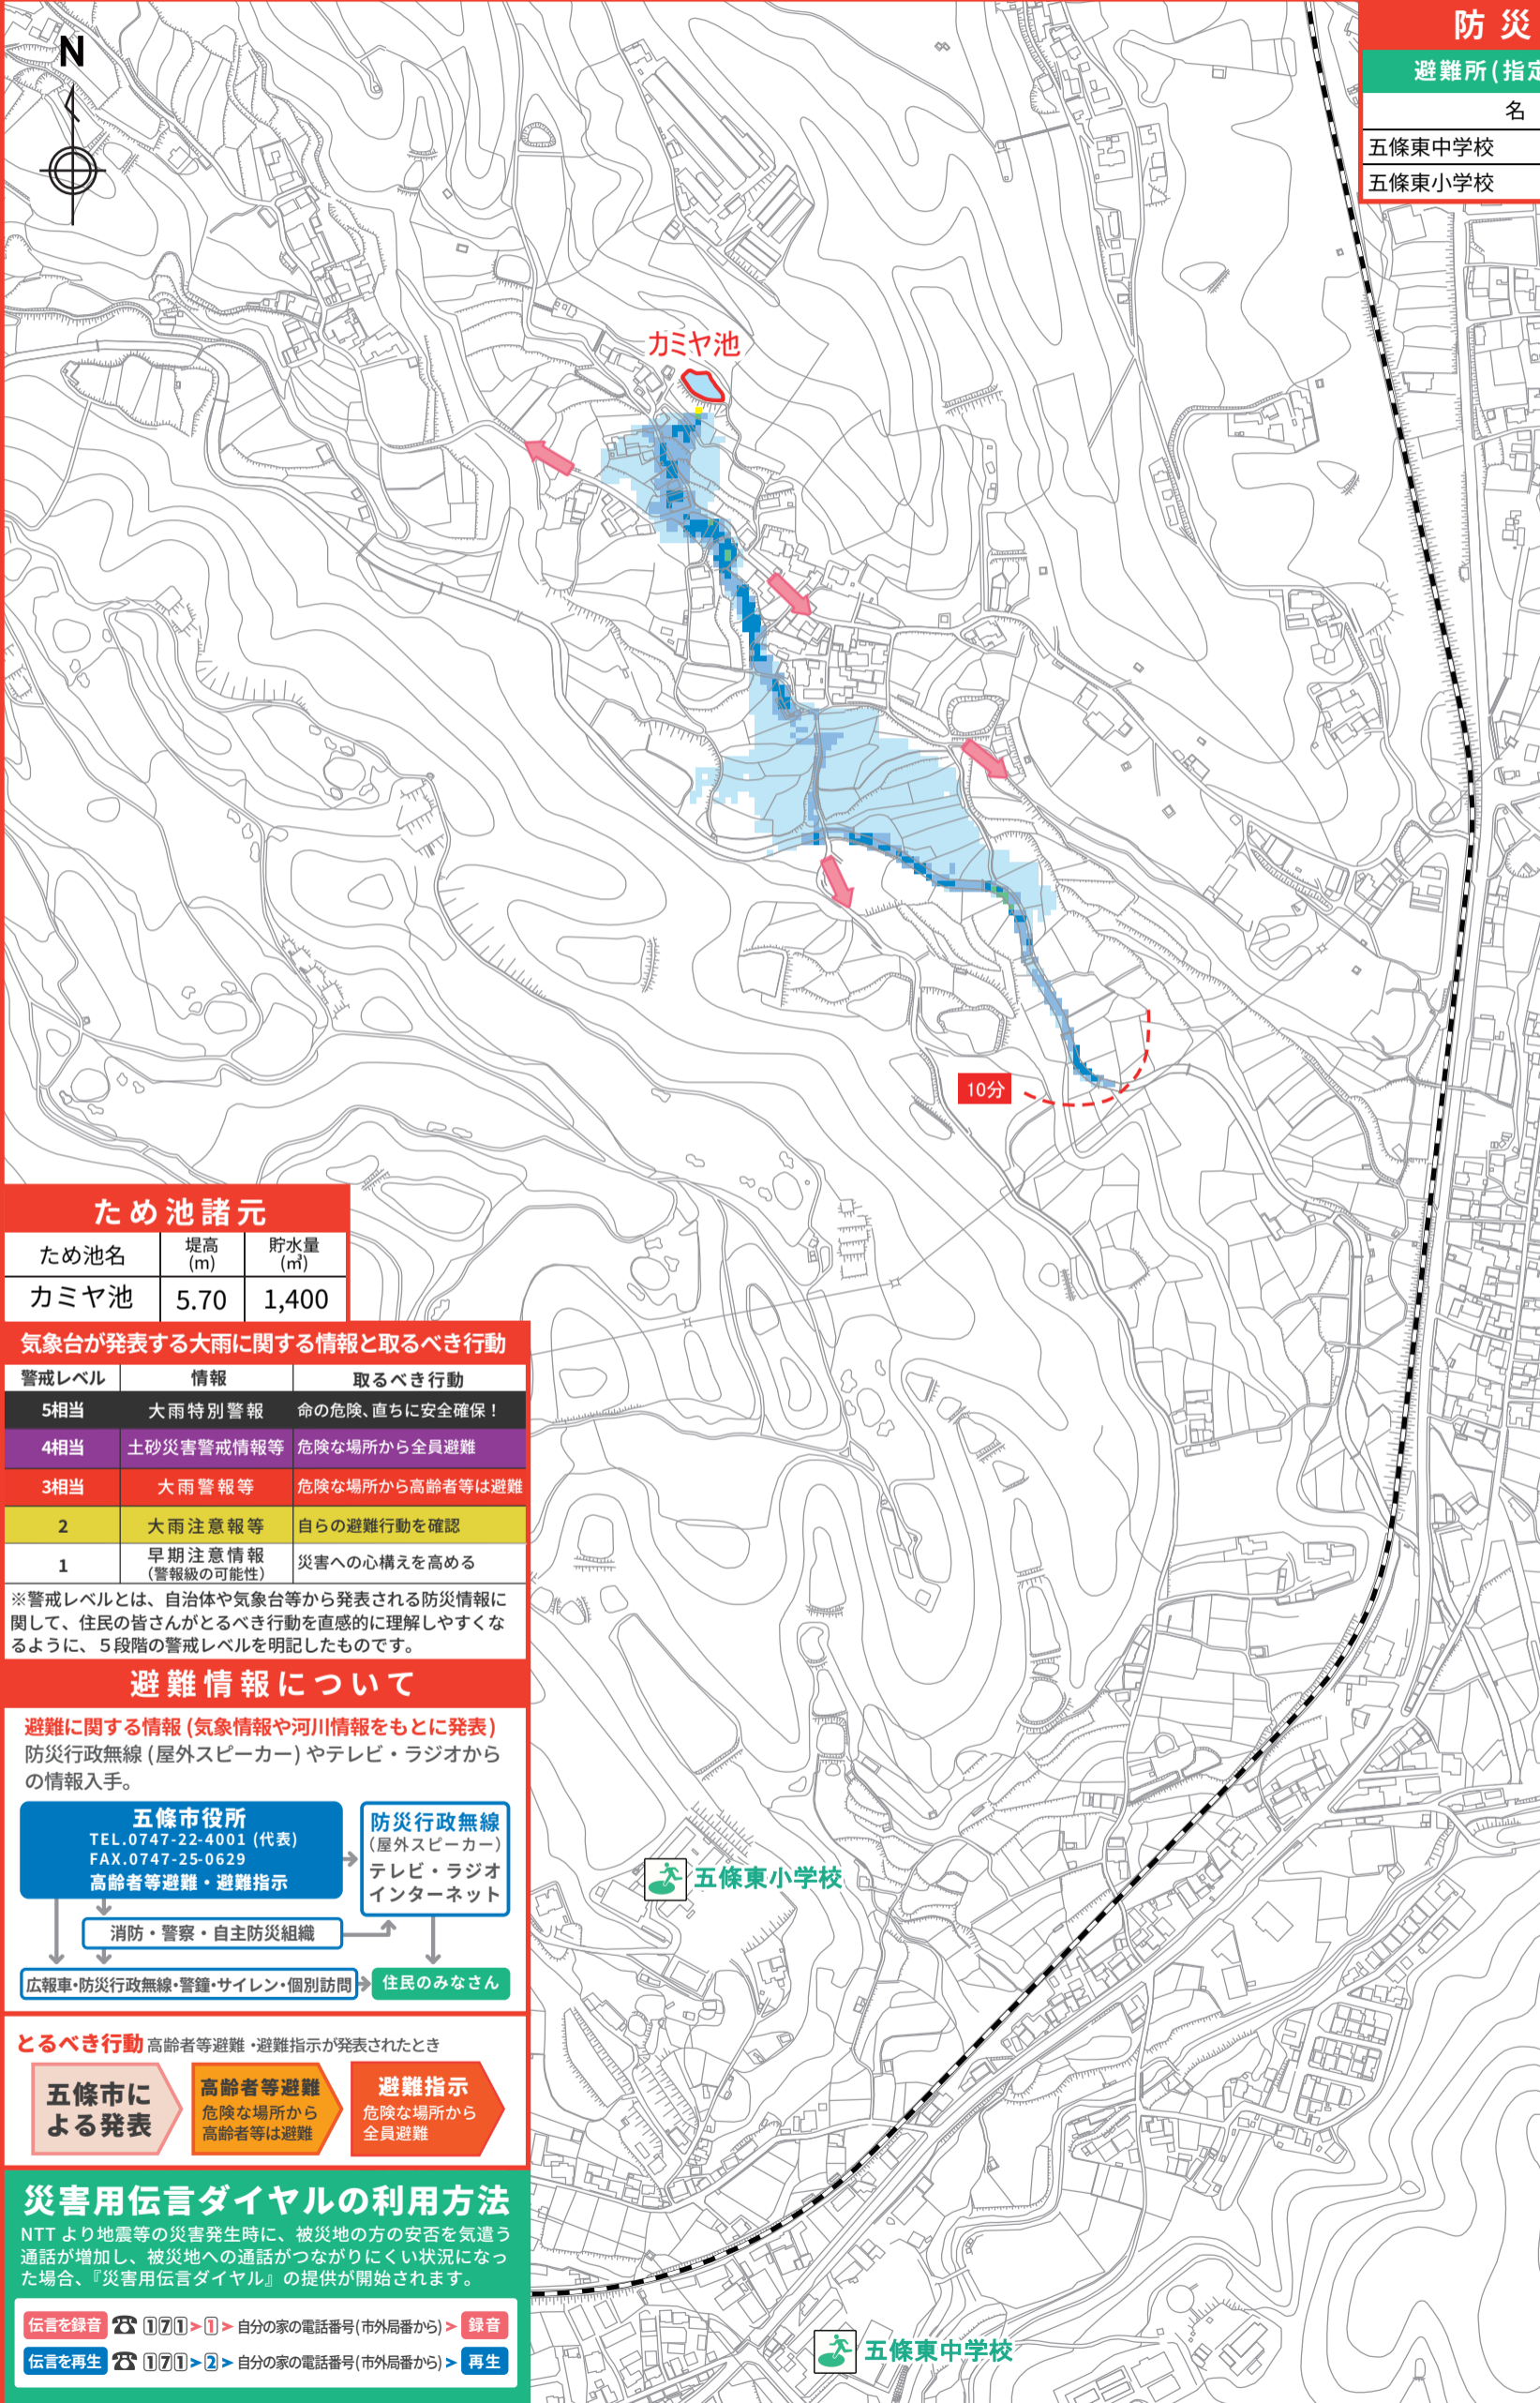 N
防災
避難所(指定
名
五條東中学校
五條東小学校
カミヤ池
10分
ため池諸元
ため池名 堤高(m) 貯水量(㎥)
カミヤ池 5.70 1,400
気象台が発表する大雨に関する情報と取るべき行動
警戒レベル 情報 取るべき行動
5相当 大雨特別警報 命の危険、直ちに安全確保！
4相当 土砂災害警戒情報等 危険な場所から全員避難
3相当 大雨警報等 危険な場所から高齢者等は避難
2 大雨注意報等 自らの避難行動を確認
1 早期注意情報(警報級の可能性) 災害への心構えを高める
※警戒レベルとは、自治体や気象台等から発表される防災情報に
関して、住民の皆さんがとるべき行動を直感的に理解しやすくな
るように、５段階の警戒レベルを明記したものです。
避難情報について
避難に関する情報(気象情報や河川情報をもとに発表)
防災行政無線(屋外スピーカー)やテレビ・ラジオから
の情報入手。
五條市役所
TEL.0747-22-4001 (代表)
FAX.0747-25-0629
高齢者等避難・避難指示
防災行政無線
(屋外スピーカー)
テレビ・ラジオ
インターネット
消防・警察・自主防災組織
広報車・防災行政無線・警鐘・サイレン・個別訪問
住民のみなさん
とるべき行動 高齢者等避難・避難指示が発表されたとき
五條市に
よる発表
高齢者等避難
危険な場所から
高齢者等は避難
避難指示
危険な場所から
全員避難
災害用伝言ダイヤルの利用方法
NTTより地震等の災害発生時に、被災地の方の安否を気遣う
通話が増加し、被災地への通話がつながりにくい状況になっ
た場合、『災害用伝言ダイヤル』の提供が開始されます。
伝言を録音 ☎ 171>1>自分の家の電話番号(市外局番から)>録音
伝言を再生 ☎ 171>2>自分の家の電話番号(市外局番から)>再生
五條東小学校
五條東中学校